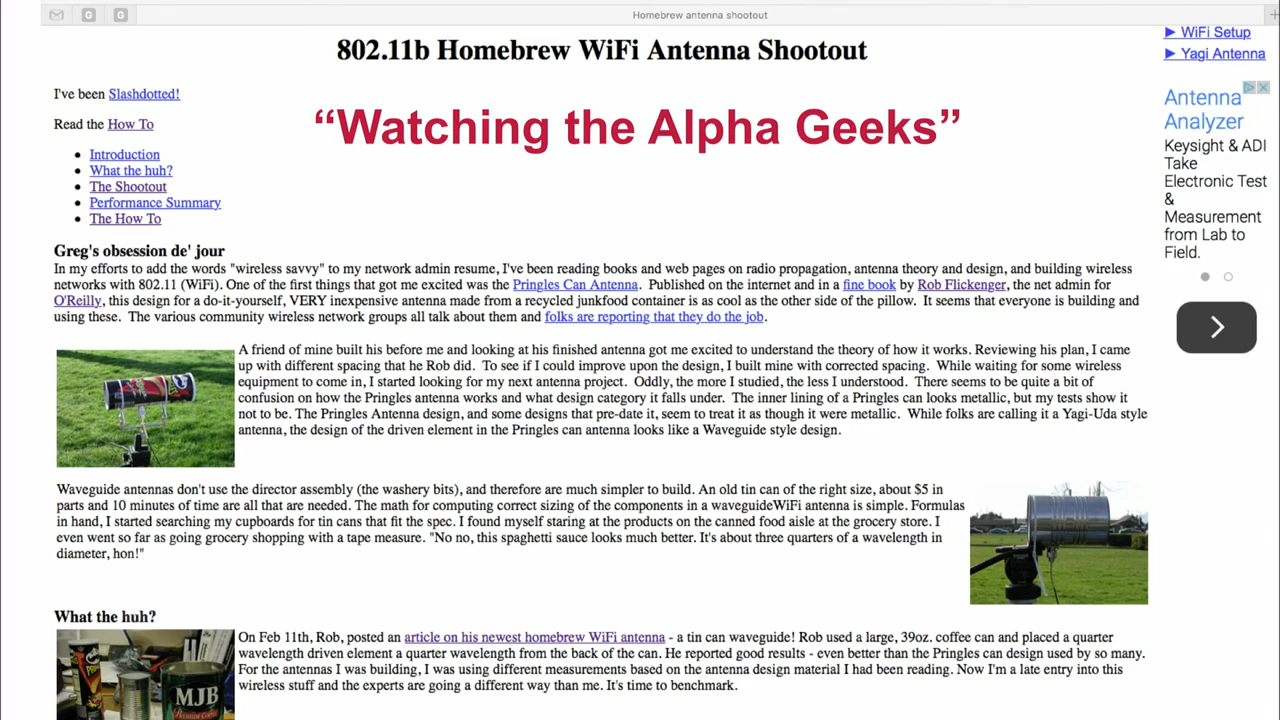 Homebrew antenna shootout
802.11b Homebrew WiFi Antenna Shootout
► WiFi Setup
► Yagi Antenna
I've been Slashdotted!
"Watching the Alpha Geeks"
Read the How To
Introduction
What the huh?
The Shootout
Performance Summary
The How To
Antenna
Analyzer
Keysight & ADI
Take
Electronic Test
&
Measurement
from Lab to
Field.
Greg's obsession de' jour
In my efforts to add the words "wireless savvy" to my network admin resume, I've been reading books and web pages on radio propagation, antenna theory and design, and building wireless
networks with 802.11 (WiFi). One of the first things that got me excited was the Pringles Can Antenna. Published on the internet and in a fine book by Rob Flickenger, the net admin for
O'Reilly, this design for a do-it-yourself, VERY inexpensive antenna made from a recycled junkfood container is as cool as the other side of the pillow. It seems that everyone is building and
using these. The various community wireless network groups all talk about them and folks are reporting that they do the job.
A friend of mine built his before me and looking at his finished antenna got me excited to understand the theory of how it works. Reviewing his plan, I came
up with different spacing that he Rob did. To see if I could improve upon the design, I built mine with corrected spacing. While waiting for some wireless
equipment to come in, I started looking for my next antenna project. Oddly, the more I studied, the less I understood. There seems to be quite a bit of
confusion on how the Pringles antenna works and what design category it falls under. The inner lining of a Pringles can looks metallic, but my tests show it
not to be. The Pringles Antenna design, and some designs that pre-date it, seem to treat it as though it were metallic. While folks are calling it a Yagi-Uda style
antenna, the design of the driven element in the Pringles can antenna looks like a Waveguide style design.
Waveguide antennas don't use the director assembly (the washery bits), and therefore are much simpler to build. An old tin can of the right size, about $5 in
parts and 10 minutes of time are all that are needed. The math for computing correct sizing of the components in a waveguideWiFi antenna is simple. Formulas
in hand, I started searching my cupboards for tin cans that fit the spec. I found myself staring at the products on the canned food aisle at the grocery store. I
even went so far as going grocery shopping with a tape measure. "No no, this spaghetti sauce looks much better. It's about three quarters of a wavelength in
diameter, hon!"
What the huh?
On Feb 11th, Rob, posted an article on his newest homebrew WiFi antenna - a tin can waveguide! Rob used a large, 39oz. coffee can and placed a quarter
wavelength driven element a quarter wavelength from the back of the can. He reported good results - even better than the Pringles can design used by so many.
For the antennas I was building, I was using different measurements based on the antenna design material I had been reading. Now I'm a late entry into this
wireless stuff and the experts are going a different way than me. It's time to benchmark.
MJB